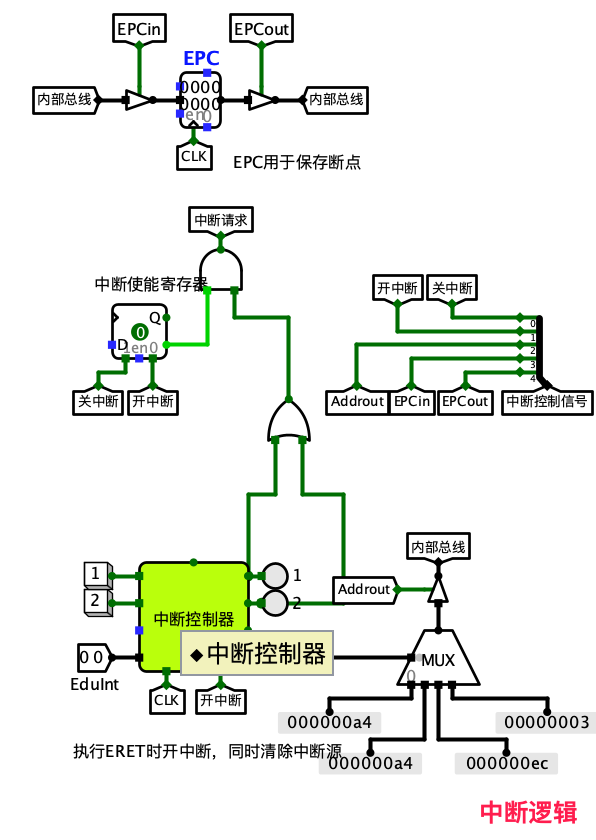 EPCin
EPCout
EPC
内部总线
0000
0000
en0
内部总线
CLK
EPC用于保存断点
中断请求
中断使能寄存器
开中断
关中断
Q
0
D
1en0
0
1
2
3
4
关中断
开中断
Addrout
EPCin
EPCout
中断控制信号
内部总线
1
1
2
2
Addrout
中断控制器
◆中断控制器
MUX
0
0 0
EduInt
CLK
开中断
000000a4
00000003
执行ERET时开中断，同时清除中断源
000000a4
000000ec
中断逻辑